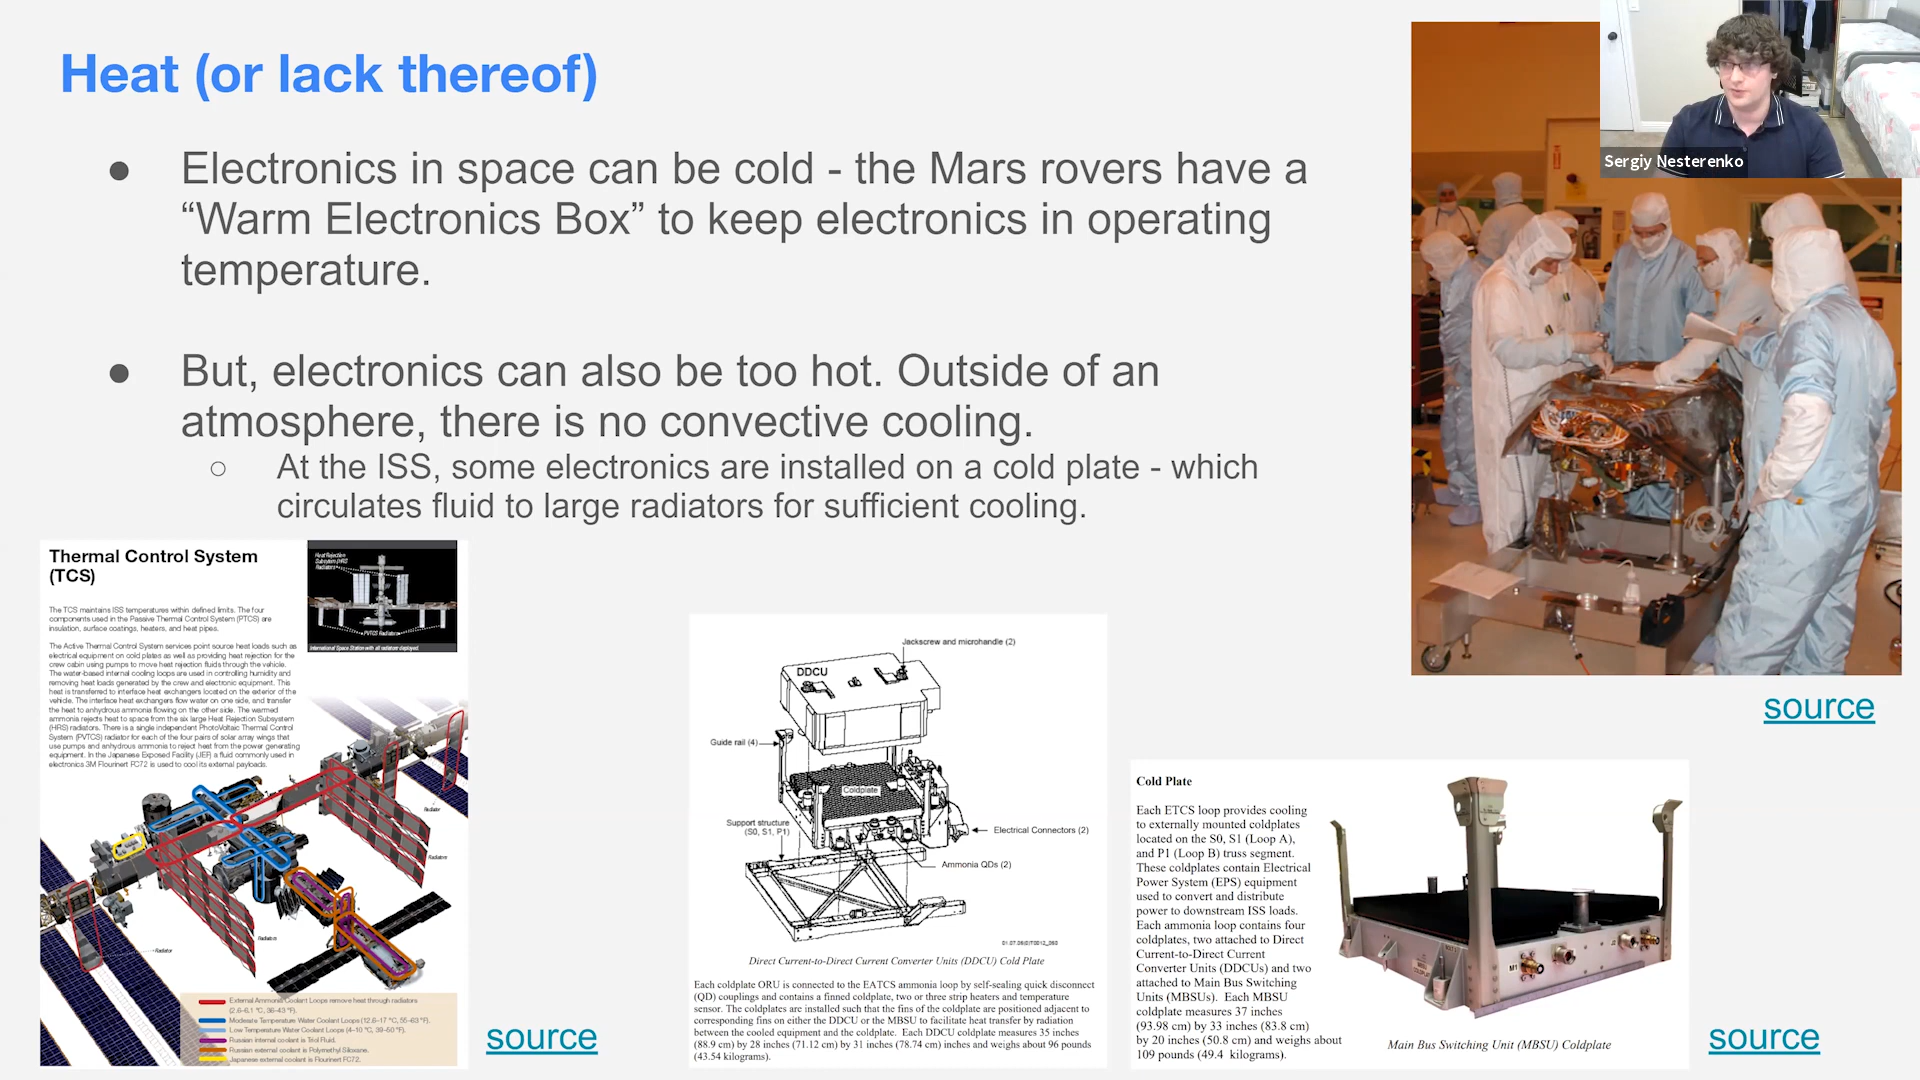 Heat (or lack thereof)
Sergiy Nesterenko
● Electronics in space can be cold - the Mars rovers have a
“Warm Electronics Box” to keep electronics in operating
temperature.
● But, electronics can also be too hot. Outside of an
atmosphere, there is no convective cooling.
○ At the ISS, some electronics are installed on a cold plate - which
circulates fluid to large radiators for sufficient cooling.
Thermal Control System
(TCS)
The TCS maintains ISS temperatures within defined limits. The four
components used in the Passive Thermal Control System (PTCS) are
insulation, surface coatings, heaters, and heat pipes.
The Active Thermal Control System services point source heat loads such as
electrical equipment on cold plates as well as providing heat rejection for the
crew cabin using pumps to move heat rejection fluids through the vehicle.
The water-based internal cooling loops are used in controlling humidity and
removing heat loads generated by the crew and electronic equipment. This
heat is transferred to interface heat exchangers located on the exterior of the
vehicle. The interface heat exchangers flow water on one side, and transfer
the heat to anhydrous ammonia flowing on the other side. The warmed
ammonia rejects heat to space from the six large Heat Rejection Subsystem
(HRS) radiators. There is a single independent PhotoVoltaic Thermal Control
System (PVTCS) radiator for each of the four pairs of solar array wings that
use pumps and anhydrous ammonia to reject heat from the power generating
equipment. In the Japanese Exposed Facility (JEF) a fluid commonly used in
electronics 3M Flourinert FC72 is used to cool its external payloads.
Heat Rejection
Subsystem (HRS)
Radiators
PVTCS Radiators
International Space Station with all radiators deployed.
Radiator
Radiators
Radiators
Radiator
External Ammonia Coolant Loops remove heat through radiators
(2.6–6.1 °C, 36–43 °F).
Moderate Temperature Water Coolant Loops (12.6–17 °C, 55–63 °F).
Low Temperature Water Coolant Loops (4–10 °C, 39–50 °F).
Russian internal coolant is Triol Fluid.
Russian external coolant is Polymethyl Siloxane.
Japanese external coolant is Flourinert FC72.
source
Jackscrew and microhandle (2)
DDCU
Guide rail (4)
Coldplate
Support structure
(S0, S1, P1)
Electrical Connectors (2)
Ammonia QDs (2)
Direct Current-to-Direct Current Converter Units (DDCU) Cold Plate
Each coldplate ORU is connected to the EATCS ammonia loop by self-sealing quick disconnect
(QD) couplings and contains a finned coldplate, two or three strip heaters and temperature
sensor. The coldplates are installed such that the fins of the coldplate are positioned adjacent to
corresponding fins on either the DDCU or the MBSU to facilitate heat transfer by radiation
between the cooled equipment and the coldplate. Each DDCU coldplate measures 35 inches
(88.9 cm) by 28 inches (71.12 cm) by 31 inches (78.74 cm) inches and weighs about 96 pounds
(43.54 kilograms).
source
Cold Plate
Each ETCS loop provides cooling
to externally mounted coldplates
located on the S0, S1 (Loop A),
and P1 (Loop B) truss segment.
These coldplates contain Electrical
Power System (EPS) equipment
used to convert and distribute
power to downstream ISS loads.
Each ammonia loop contains four
coldplates, two attached to Direct
Current-to-Direct Current
Converter Units (DDCUs) and two
attached to Main Bus Switching
Units (MBSUs). Each MBSU
coldplate measures 37 inches
(93.98 cm) by 33 inches (83.8 cm)
by 20 inches (50.8 cm) and weighs about
109 pounds (49.4 kilograms).
M1
Main Bus Switching Unit (MBSU) Coldplate
source